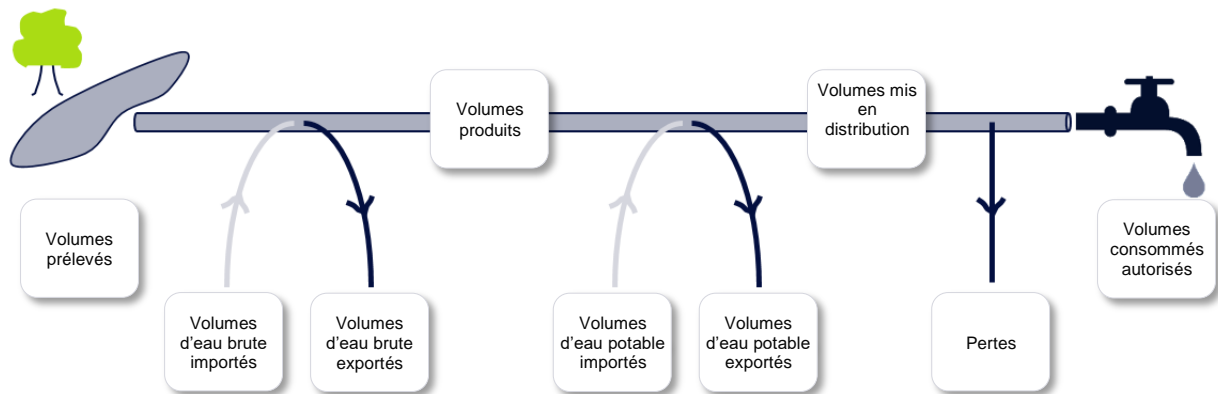 Volumes
produits
Volumes mis
en
distribution
Volumes
prélevés
Volumes
consommés
autorisés
Volumes
d'eau brute
importés
Volumes
d'eau brute
exportés
Volumes
d'eau potable
importés
Volumes
d'eau potable
exportés
Pertes